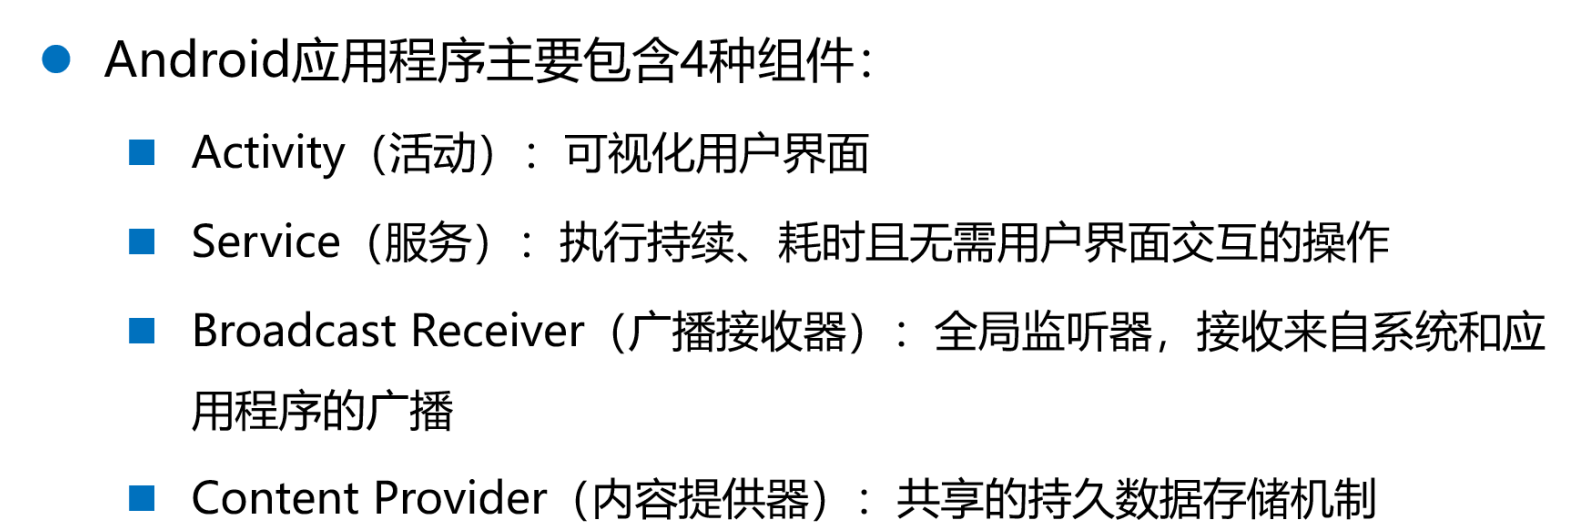 Android应用程序主要包含4种组件：
Activity（活动）：可视化用户界面
Service（服务）：执行持续、耗时且无需用户界面交互的操作
Broadcast Receiver（广播接收器）：全局监听器，接收来自系统和应
用程序的广播
Content Provider（内容提供器）：共享的持久数据存储机制